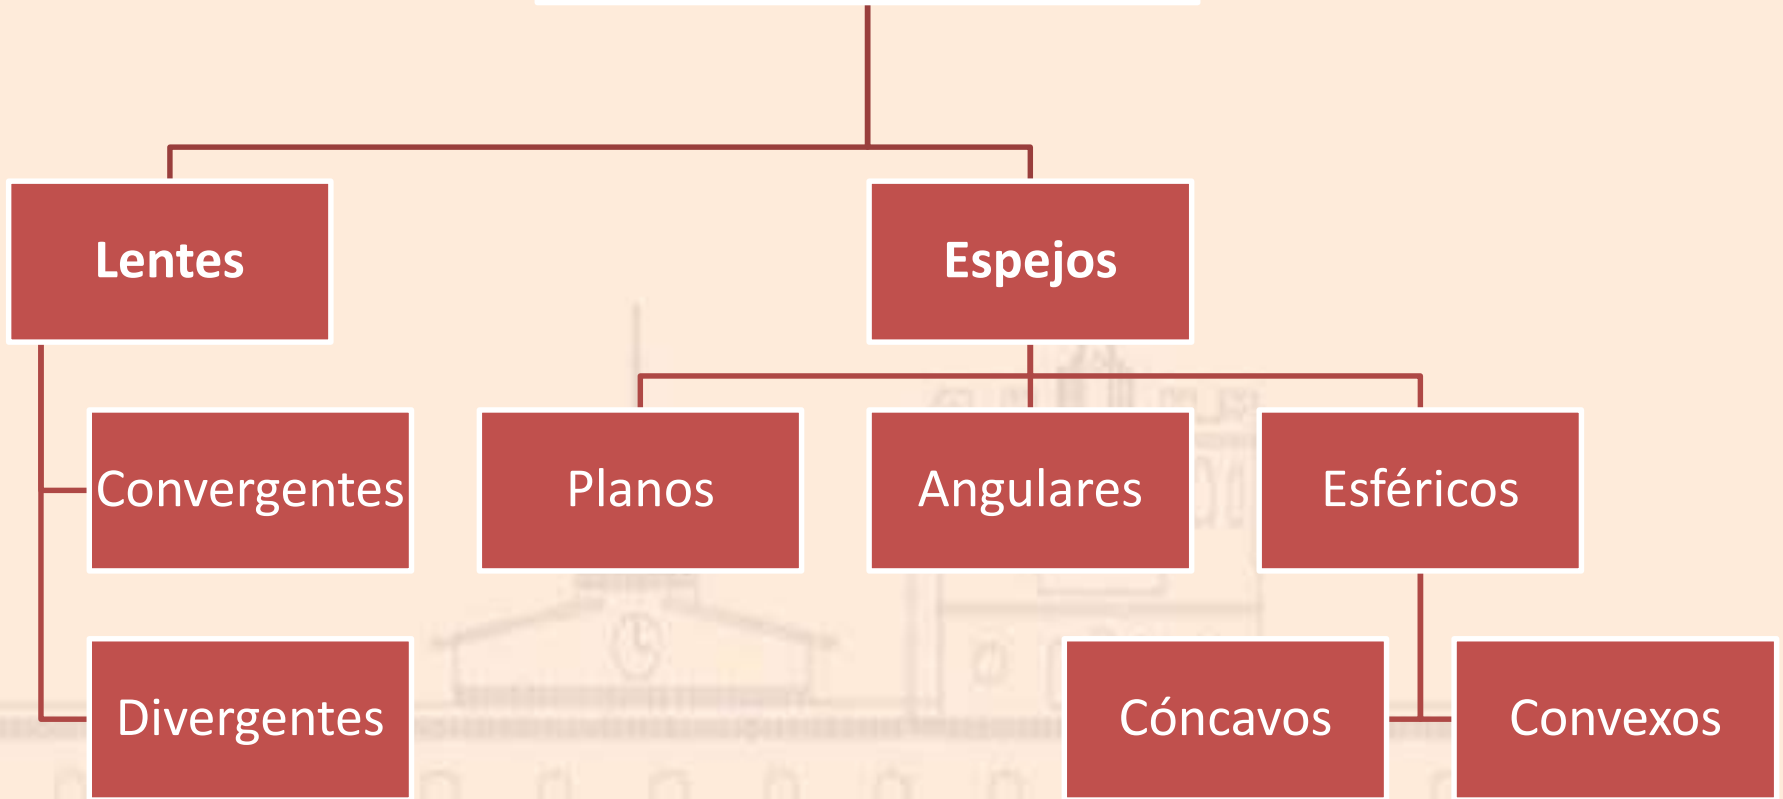 Lentes
Espejos
Convergentes
Planos
Angulares
Esféricos
Divergentes
Cóncavos
Convexos